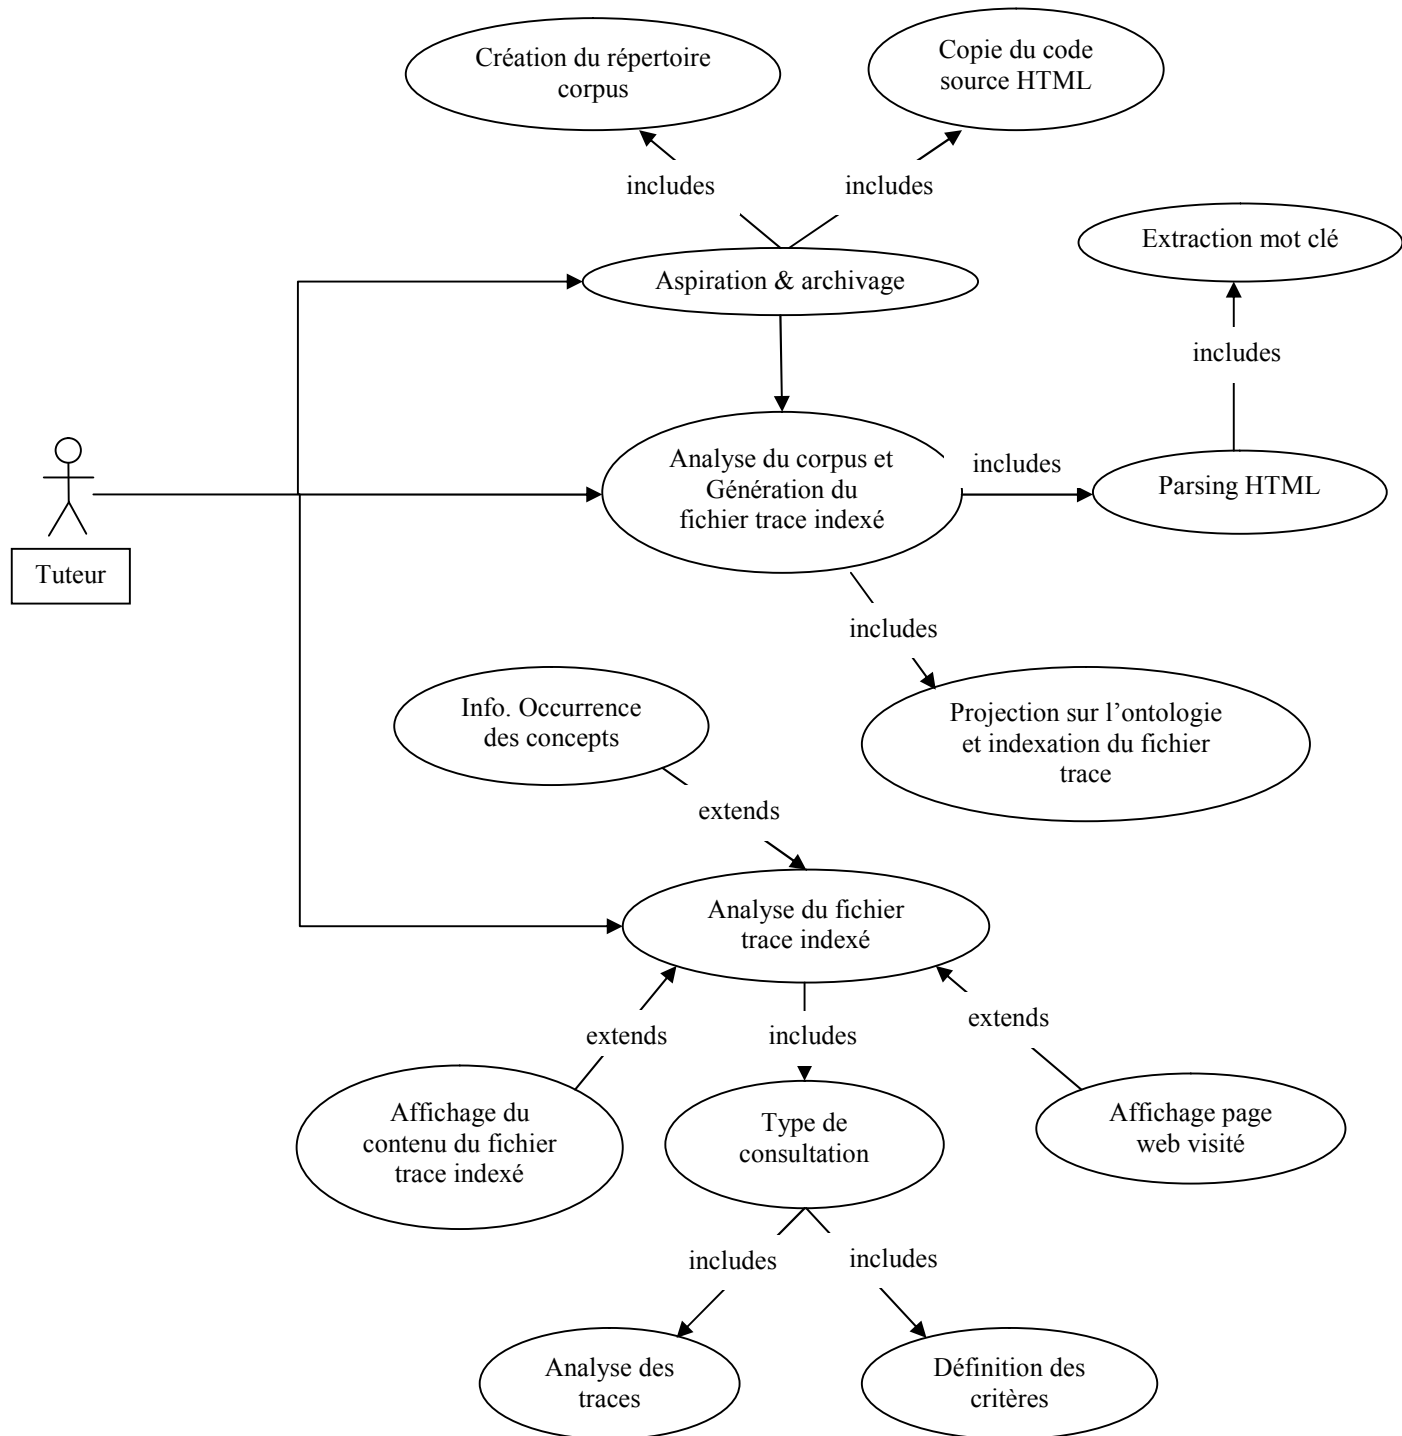 Création du répertoire
corpus
Copie du code
source HTML
includes
includes
Extraction mot clé
Aspiration & archivage
includes
Analyse du corpus et
Génération du
fichier trace indexé
includes
Parsing HTML
Tuteur
includes
Info. Occurrence
des concepts
Projection sur l’ontologie
et indexation du fichier
trace
extends
Analyse du fichier
trace indexé
extends
includes
extends
Affichage du
contenu du fichier
trace indexé
Type de
consultation
Affichage page
web visité
includes
includes
Analyse des
traces
Définition des
critères